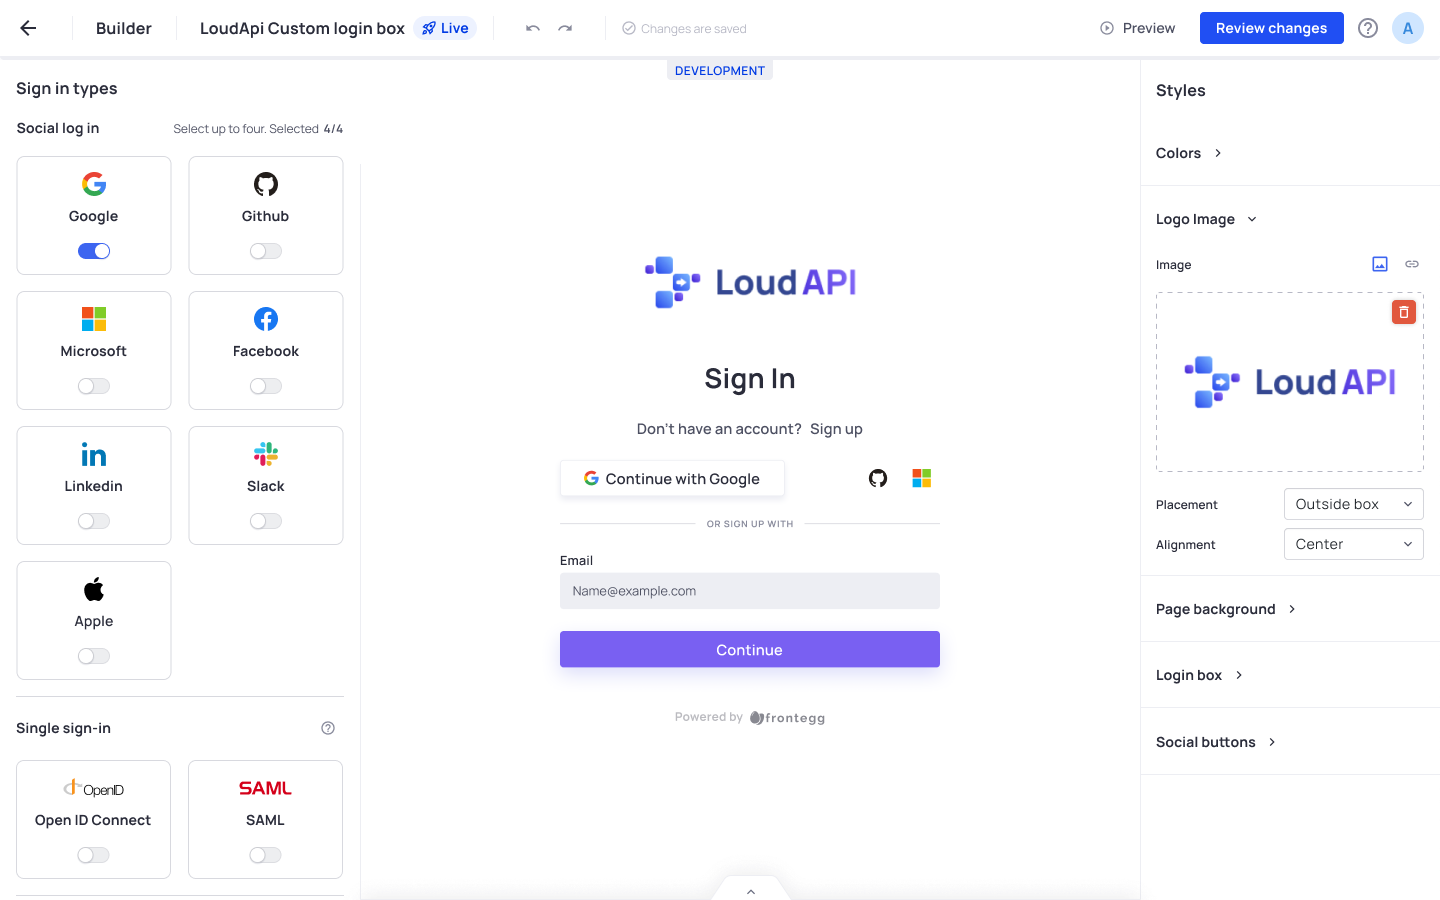 Builder
LoudApi Custom login box
Live
Changes are saved
Preview
Review changes
A
DEVELOPMENT
Sign in types
Social log in
Select up to four. Selected 4/4
Google
Github
Microsoft
Facebook
Linkedin
Slack
Apple
Single sign-in
OpenID
Open ID Connect
SAML
SAML
Loud API
Sign In
Don't have an account? Sign up
Continue with Google
OR SIGN UP WITH
Email
Name@example.com
Continue
Powered by frontegg
Styles
Colors
Logo Image
Image
Loud API
Placement
Outside box
Alignment
Center
Page background
Login box
Social buttons